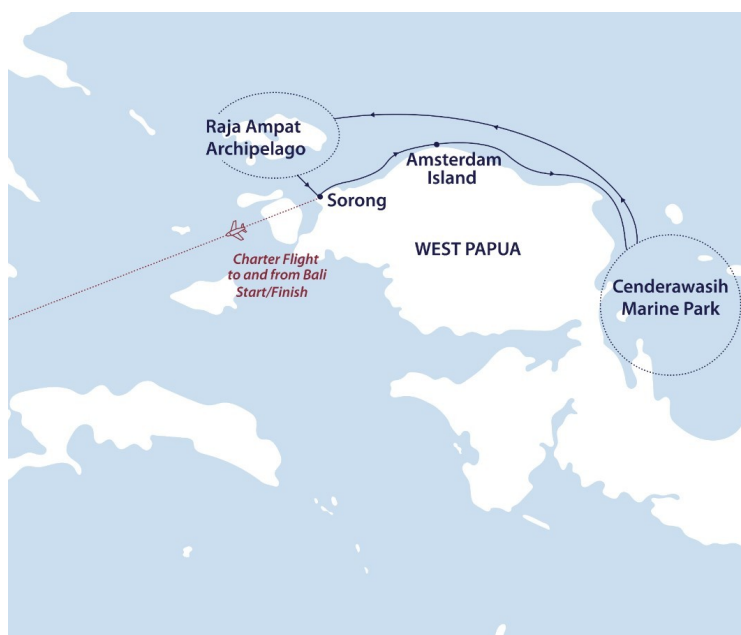 Raja Ampat
Archipelago
Amsterdam
Island
Sorong
WEST PAPUA
Charter Flight
to and from Bali
Start/Finish
Cenderawasih
Marine Park